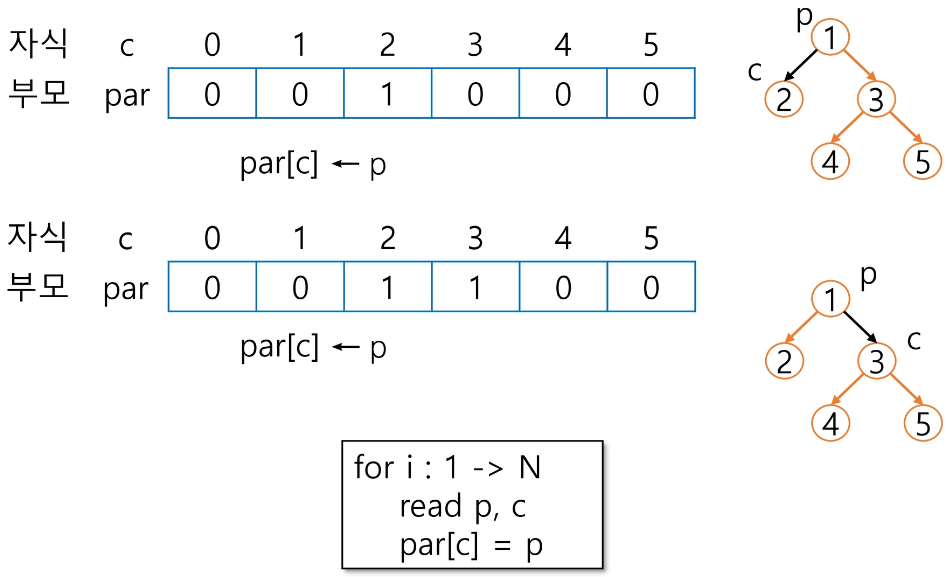 자식 c 0 1 2 3 4 5
부모 par 0 0 1 0 0 0
par[c] ← p
p
1
c
2
3
4
5
자식 c 0 1 2 3 4 5
부모 par 0 0 1 1 0 0
par[c] ← p
p
1
c
2
3
4
5
for i : 1 -> N
read p, c
par[c] = p